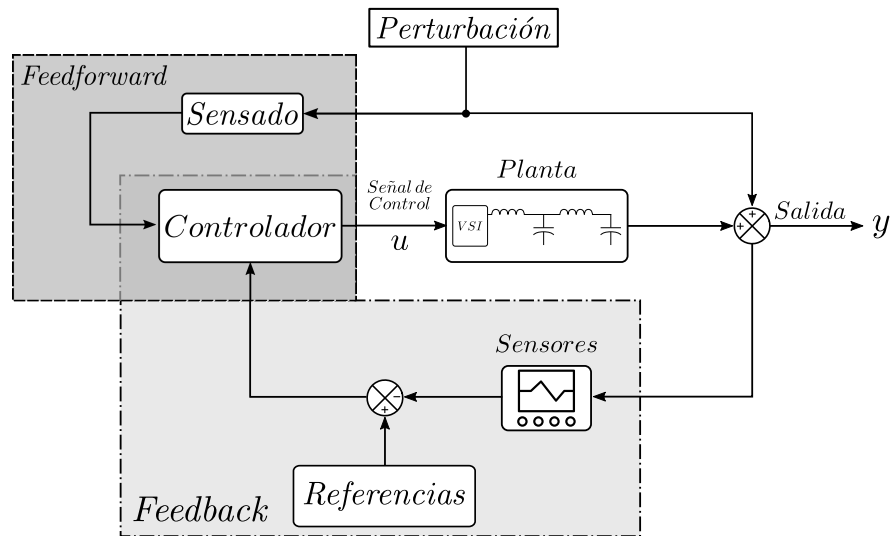 Perturbación
Feedforward
Sensado
Señal de
Control
Planta
Controlador
u
VSI
+
+
Salida
y
Sensores
−
+
Referencias
Feedback